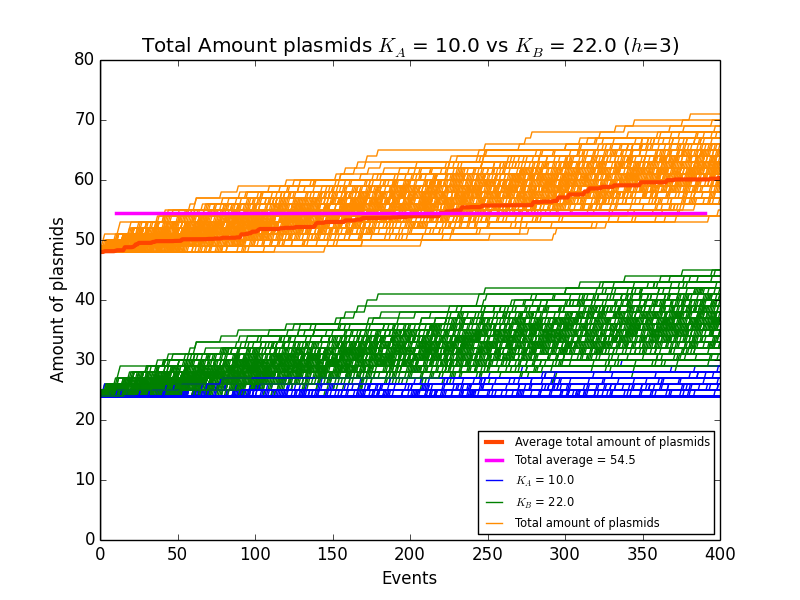 Total Amount plasmids K_A = 10.0 vs K_B = 22.0 (h=3)
80
70
60
50
40
30
20
10
0
Amount of plasmids
Average total amount of plasmids
Total average = 54.5
K_A = 10.0
K_B = 22.0
Total amount of plasmids
0 50 100 150 200 250 300 350 400
Events